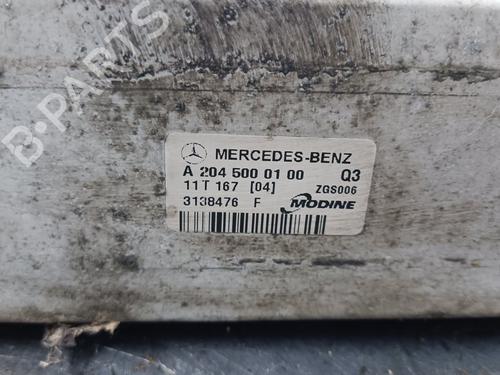 B-PARTS
MERCEDES-BENZ
A 204 500 01 00 Q3
11T 167 [04] ZGS006
3138476 F MODINE